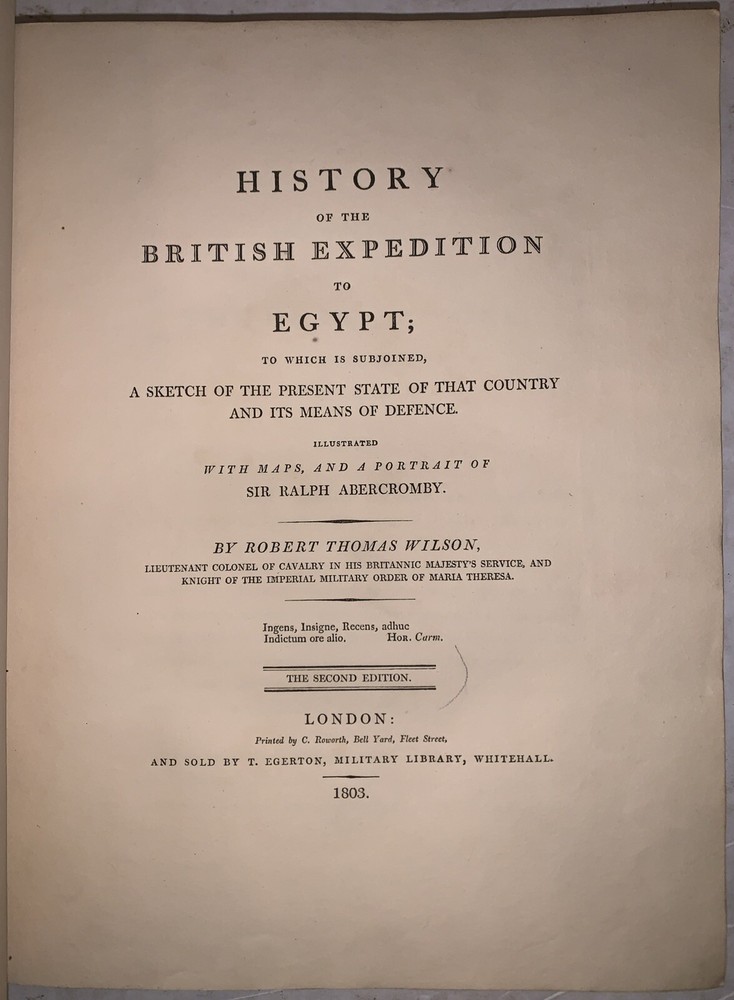 HISTORY
OF THE
BRITISH EXPEDITION
TO
EGYPT;
TO WHICH IS SUBJOINED,
A SKETCH OF THE PRESENT STATE OF THAT COUNTRY
AND ITS MEANS OF DEFENCE.
ILLUSTRATED
WITH MAPS, AND A PORTRAIT OF
SIR RALPH ABERCROMBY.
BY ROBERT THOMAS WILSON,
LIEUTENANT COLONEL OF CAVALRY IN HIS BRITANNIC MAJESTY'S SERVICE, AND
KNIGHT OF THE IMPERIAL MILITARY ORDER OF MARIA THERESA.
Ingens, Insigne, Recens, adhuc
Indictum ore alio. HOR. Carm.
THE SECOND EDITION.
LONDON:
Printed by C. Roworth, Bell Yard, Fleet Street,
AND SOLD BY T. EGERTON, MILITARY LIBRARY, WHITEHALL.
1803.